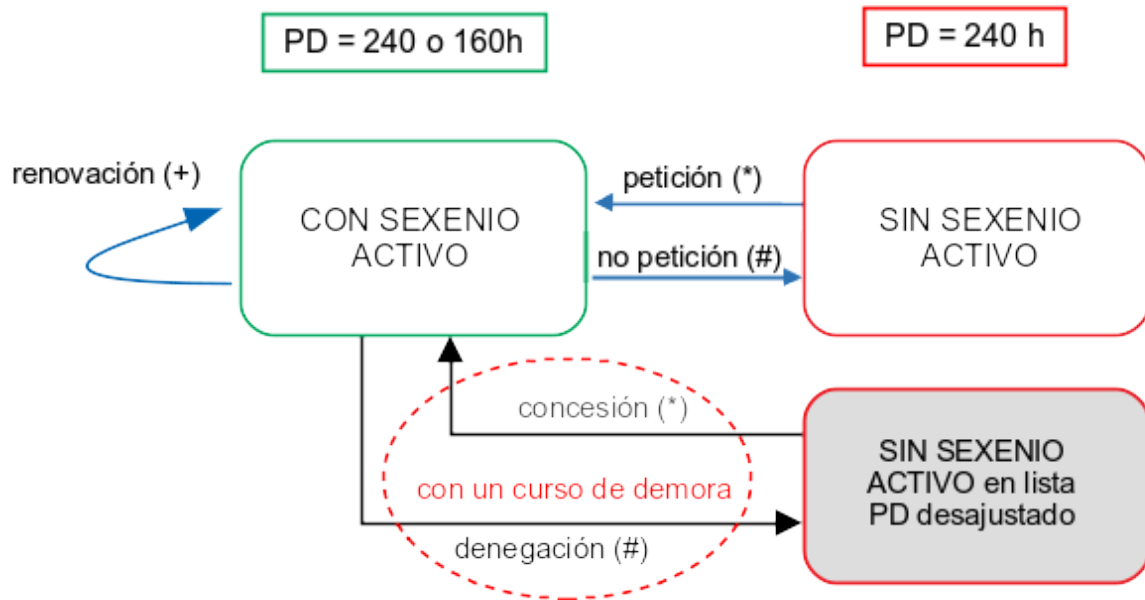 PD = 240 o 160h
PD = 240 h
renovación (+)
CON SEXENIO
ACTIVO
petición (*)
no petición (#)
SIN SEXENIO
ACTIVO
concesión (*)
con un curso de demora
denegación (#)
SIN SEXENIO
ACTIVO en lista
PD desajustado